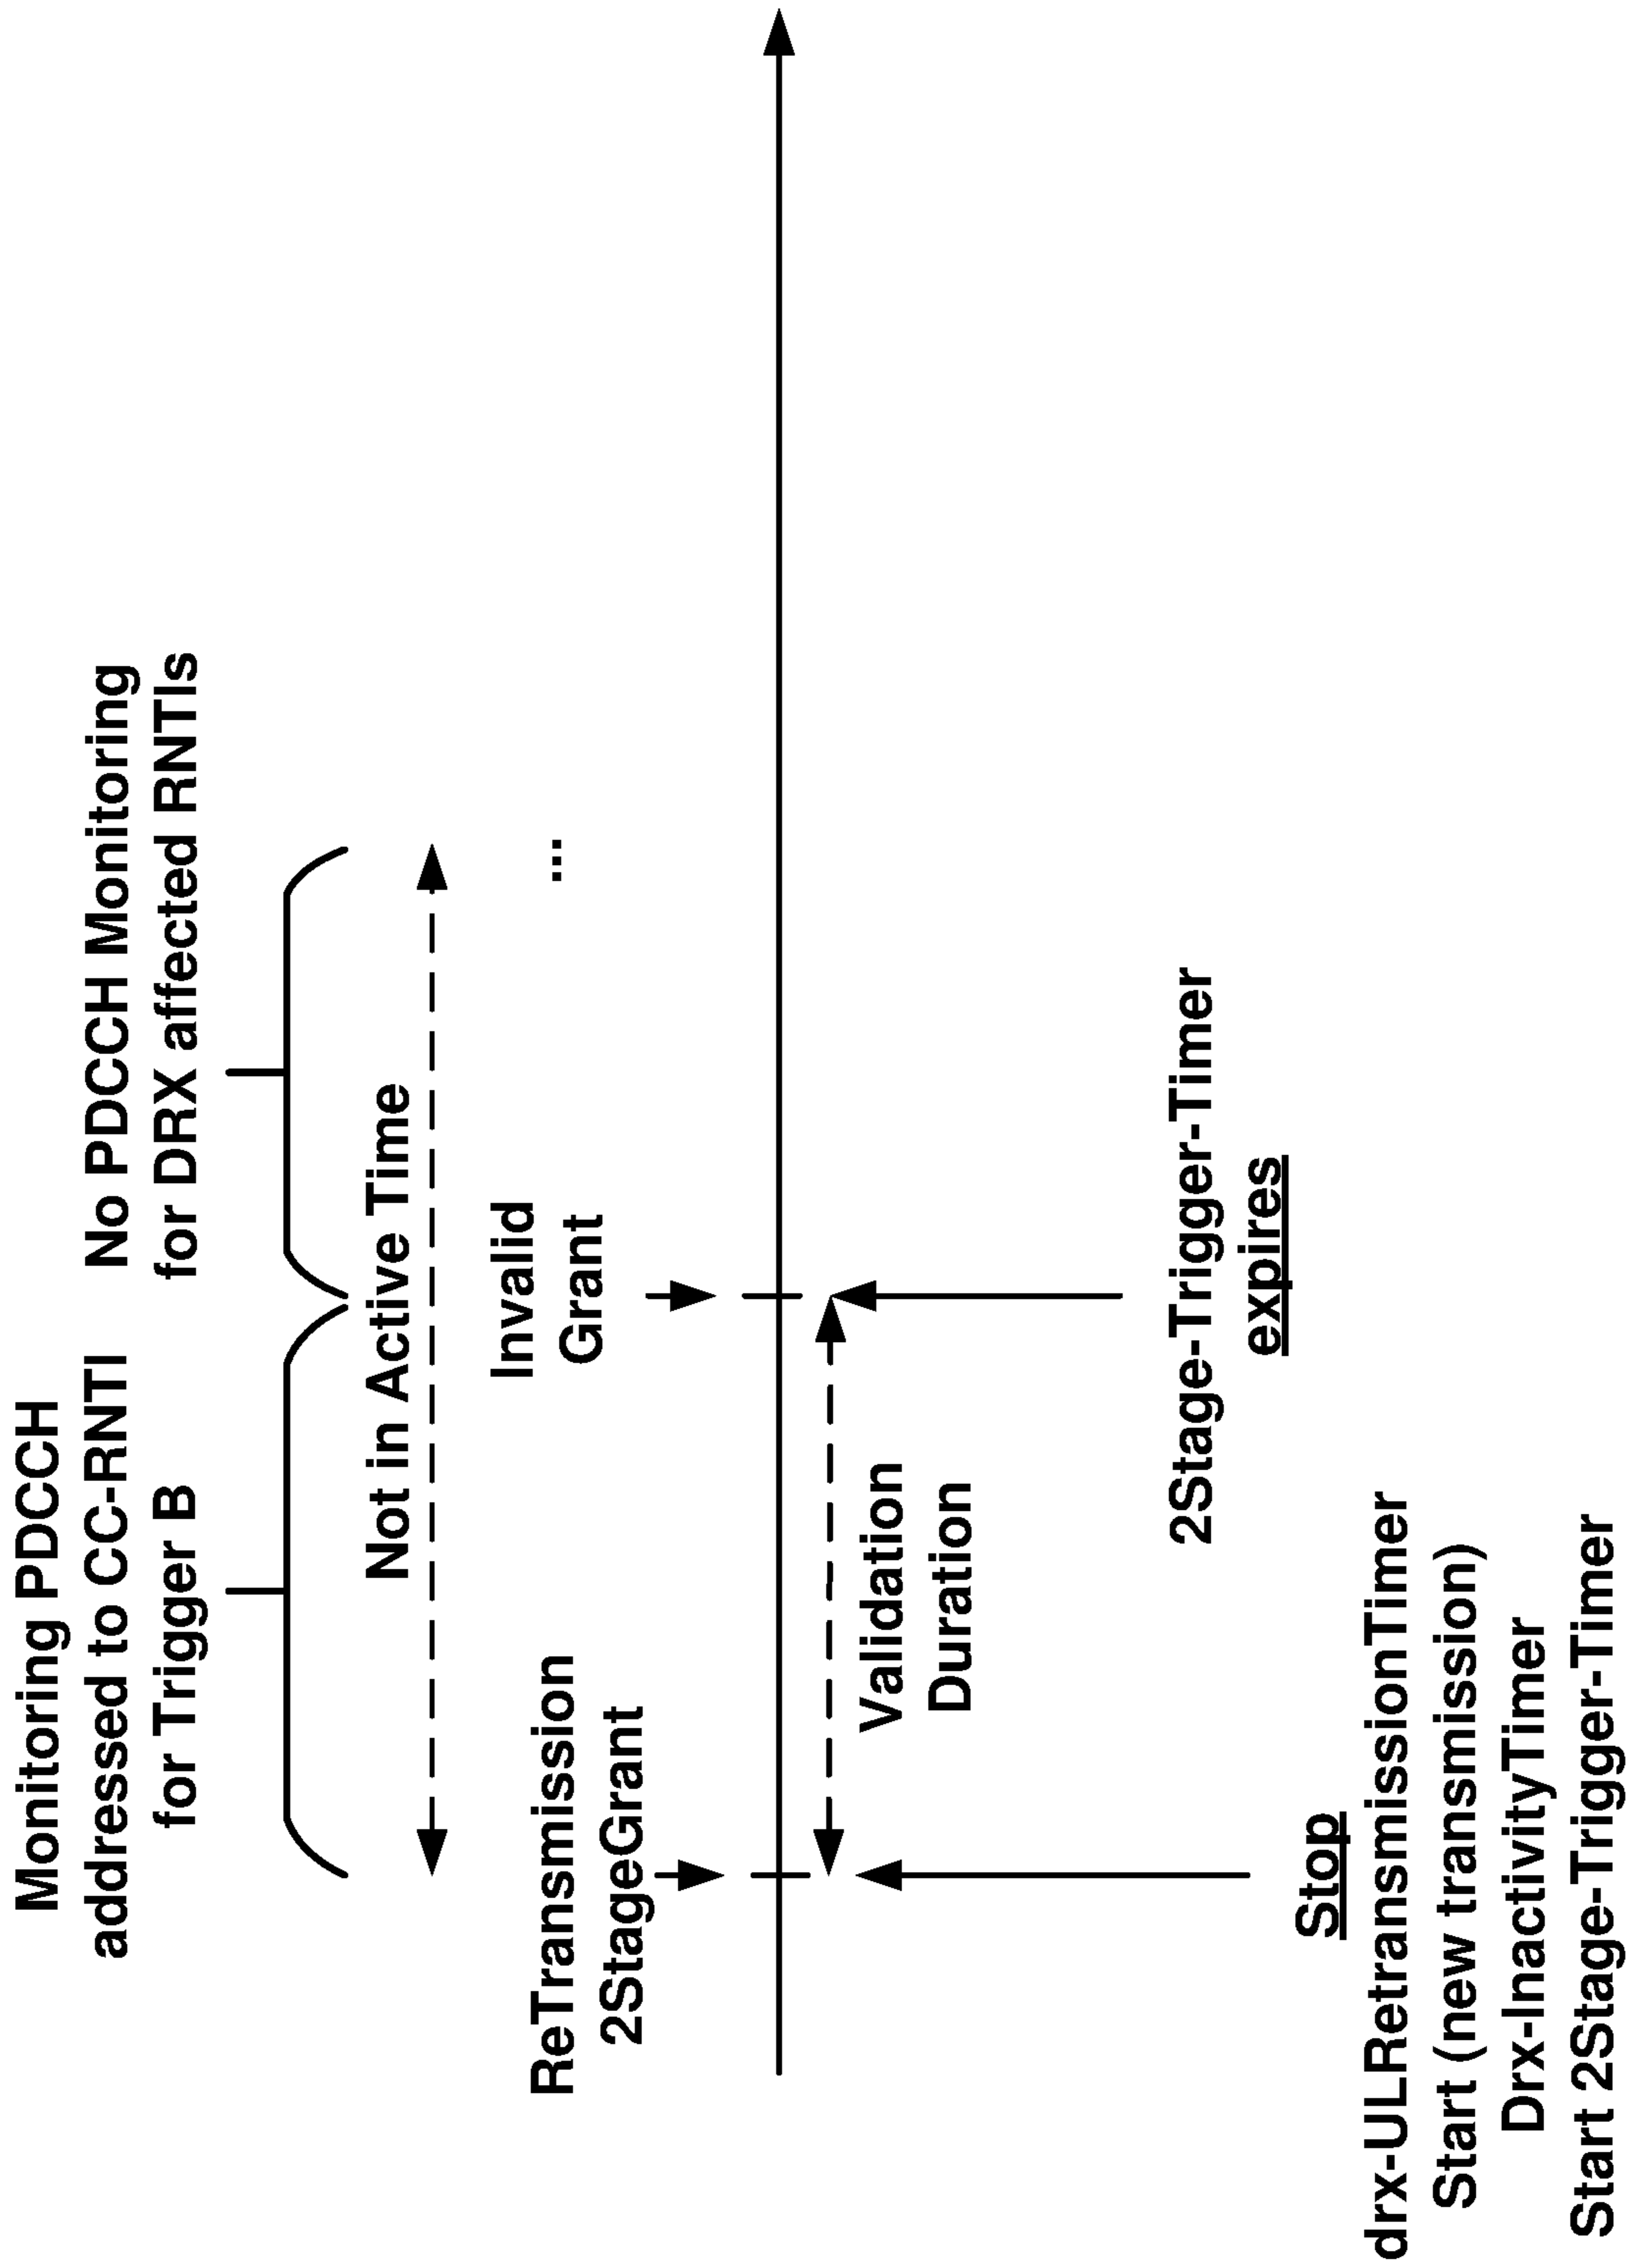 Monitoring PDCCH
addressed to CC-RNTI
for Trigger B
No PDCCH Monitoring
for DRX affected RNTIs
Not in Active Time
ReTransmission
2StageGrant
Invalid
Grant
...
Validation
Duration
2Stage-Trigger-Timer
expires
Stop
drx-ULRetransmissionTimer
Start (new transmission)
Drx-InactivityTimer
Start 2Stage-Trigger-Timer